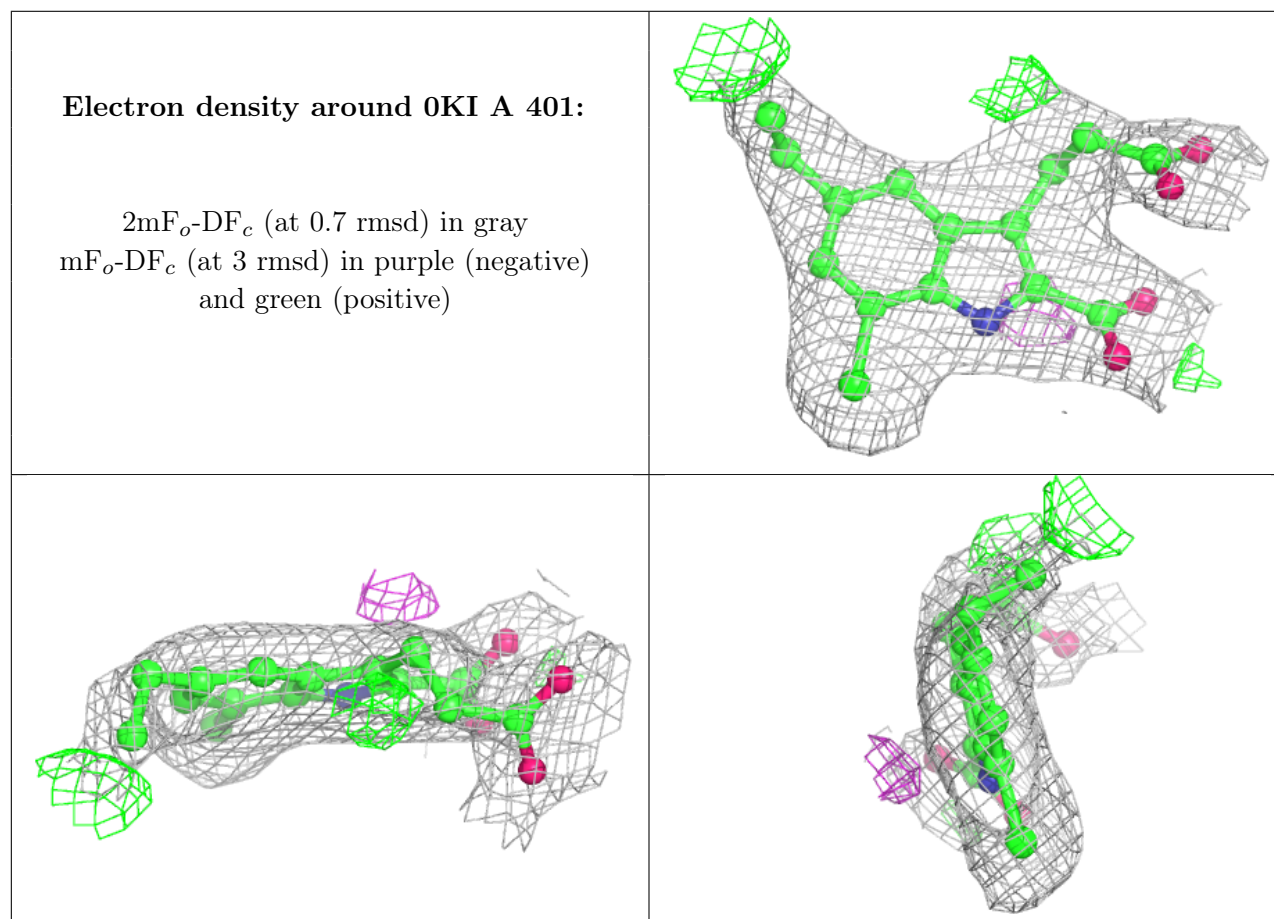 Electron density around 0KI A 401:
2mFo-DFc (at 0.7 rmsd) in gray
mFo-DFc (at 3 rmsd) in purple (negative)
and green (positive)